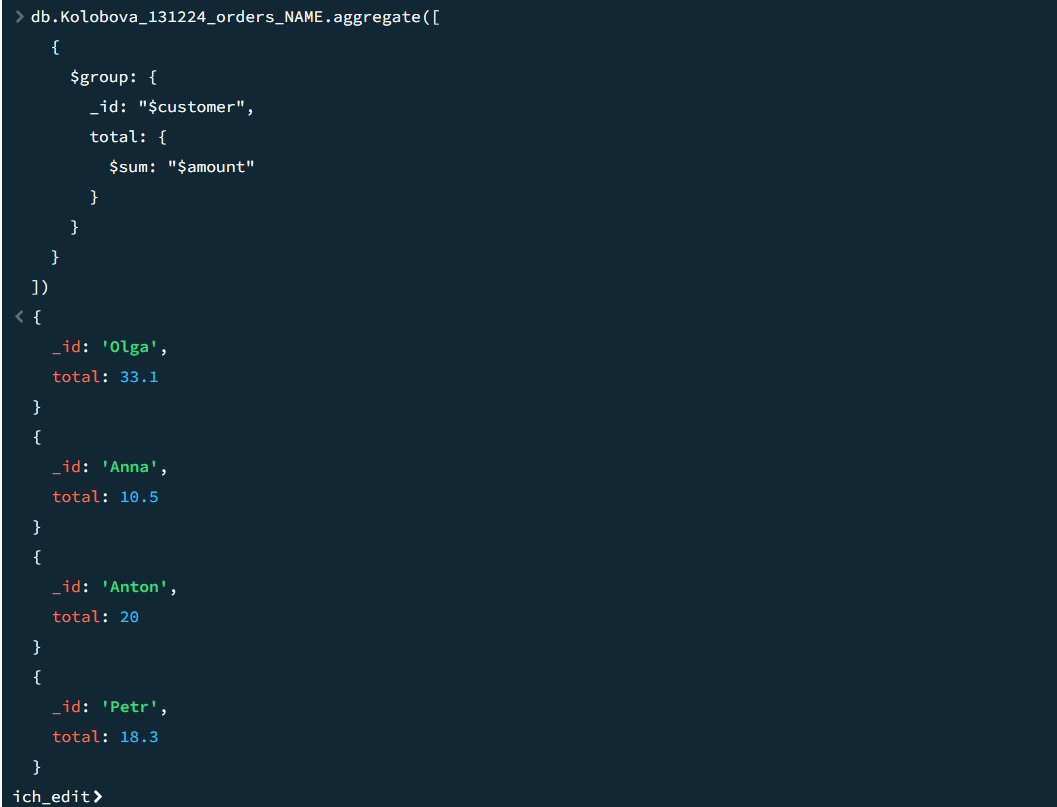 > db.Kolobova_131224_orders_NAME.aggregate([
{
$group: {
_id: "$customer",
total: {
$sum: "$amount"
}
}
}
])
< {
_id: 'Olga',
total: 33.1
}
{
_id: 'Anna',
total: 10.5
}
{
_id: 'Anton',
total: 20
}
{
_id: 'Petr',
total: 18.3
}
ich_edit>